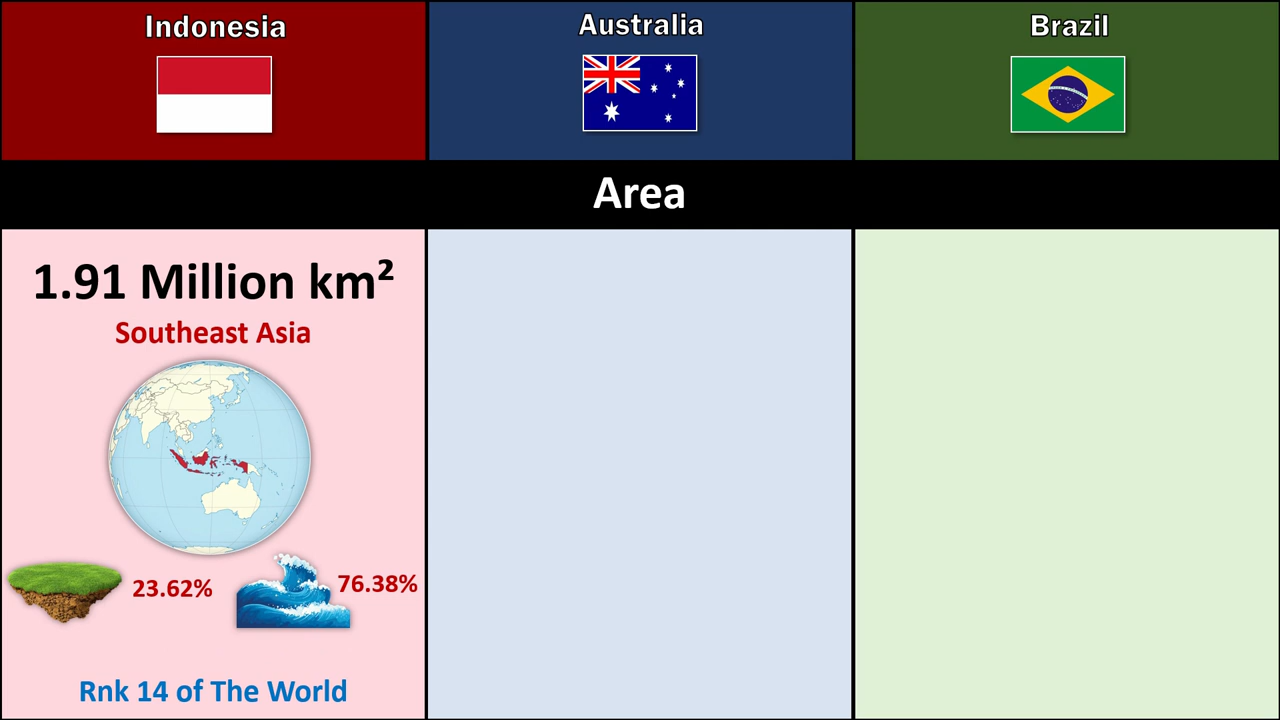 Indonesia
Australia
Brazil
Area
1.91 Million km²
Southeast Asia
23.62%
76.38%
Rnk 14 of The World